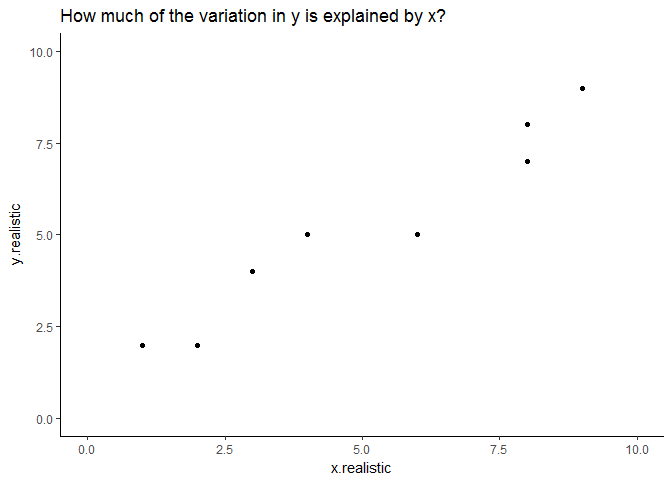 How much of the variation in y is explained by x?
10.0
7.5
5.0
2.5
0.0
y.realistic
0.0 2.5 5.0 7.5 10.0
x.realistic